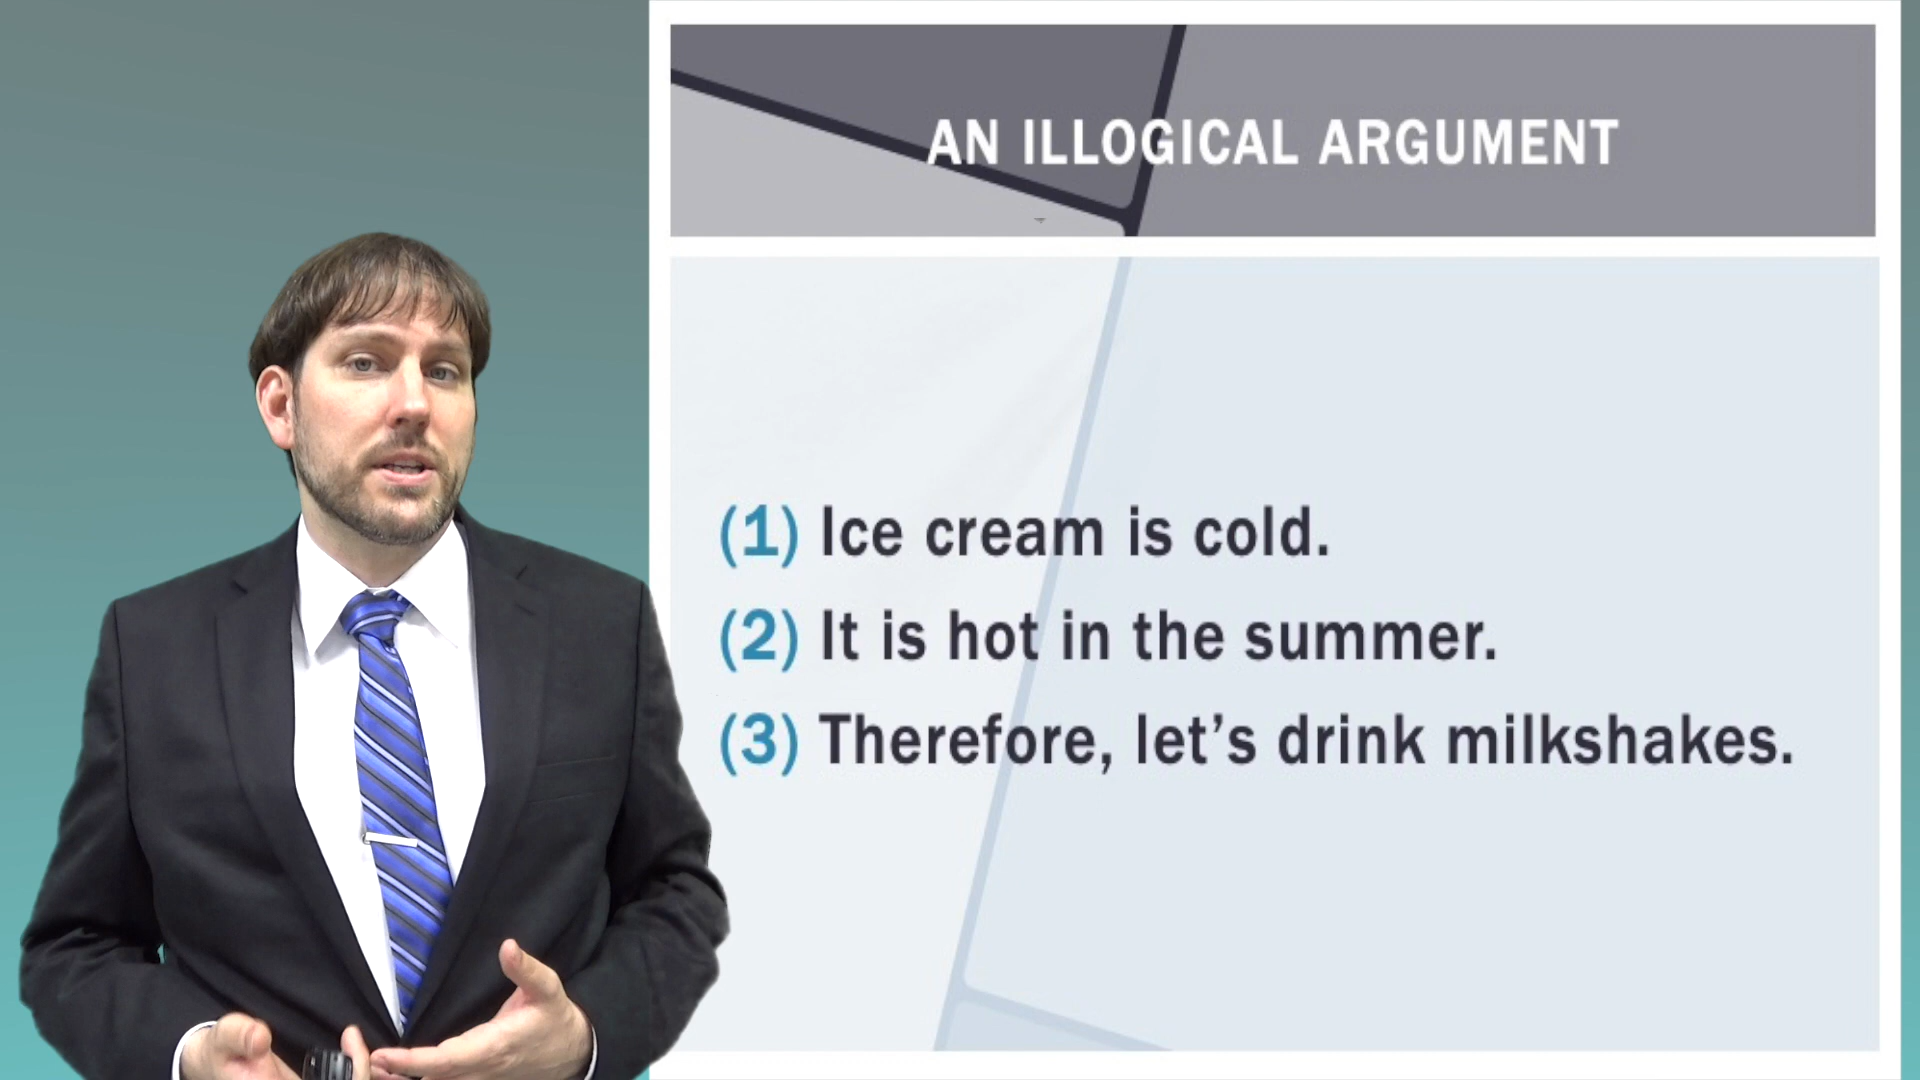 AN ILLOGICAL ARGUMENT
(1) Ice cream is cold.
(2) It is hot in the summer.
(3) Therefore, let’s drink milkshakes.